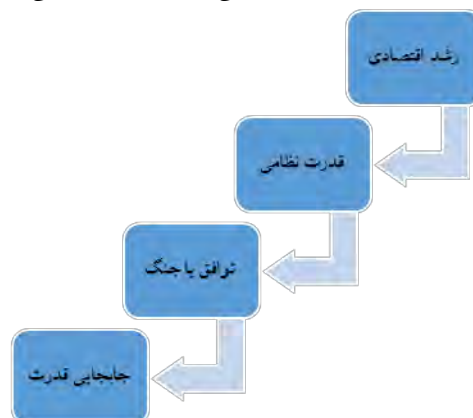 رشد اقتصادی
قدرت نظامی
توافق یا جنگ
جابجایی قدرت